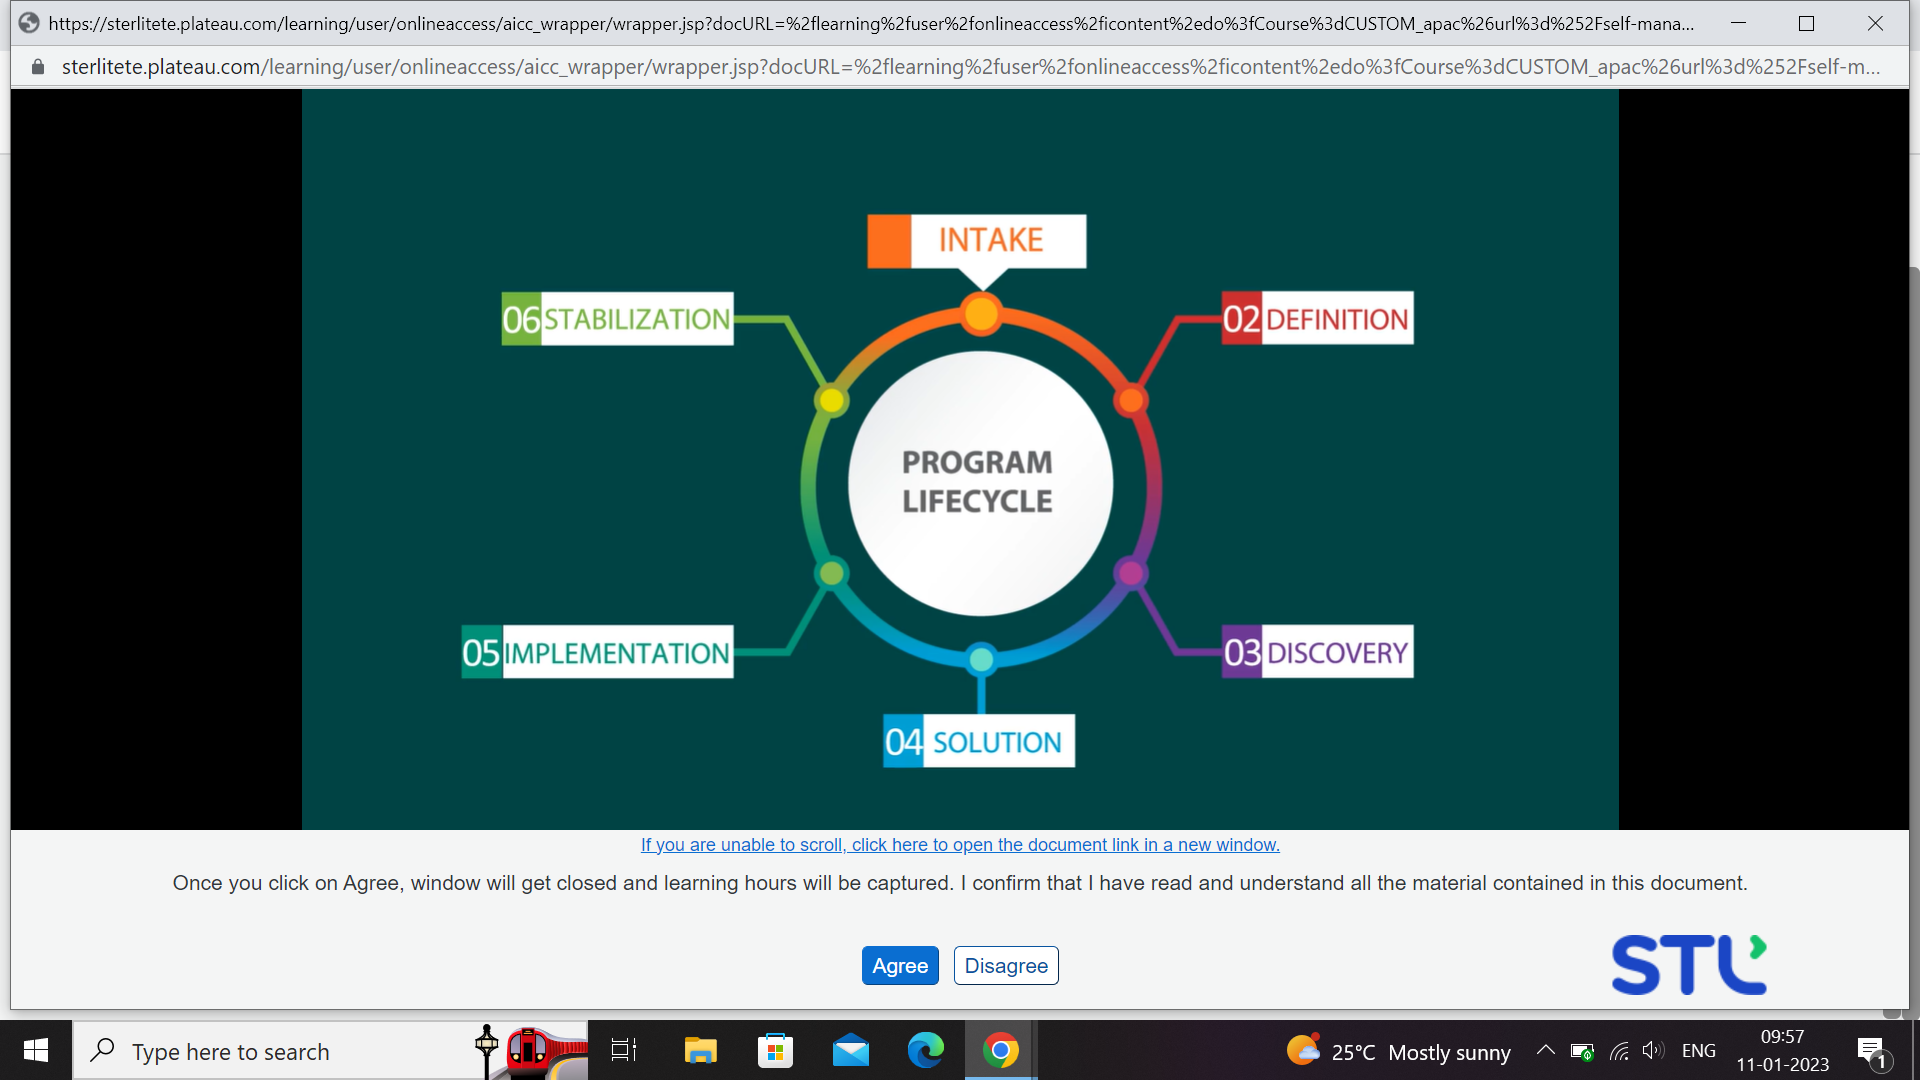 https://sterlitete.plateau.com/learning/user/onlineaccess/aicc_wrapper/wrapper.jsp?docURL=%2flearning%2fuser%2fonlineaccess%2ficontent%2edo%3fCourse%3dCUSTOM_apac%26url%3d%252Fself-mana...
sterlitete.plateau.com/learning/user/onlineaccess/aicc_wrapper/wrapper.jsp?docURL=%2flearning%2fuser%2fonlineaccess%2ficontent%2edo%3fCourse%3dCUSTOM_apac%26url%3d%252Fself-m...
INTAKE
06 STABILIZATION
02 DEFINITION
PROGRAM
LIFECYCLE
05 IMPLEMENTATION
03 DISCOVERY
04 SOLUTION
If you are unable to scroll, click here to open the document link in a new window.
Once you click on Agree, window will get closed and learning hours will be captured. I confirm that I have read and understand all the material contained in this document.
Agree
Disagree
STL
Type here to search
25°C Mostly sunny
ENG
09:57
11-01-2023
1